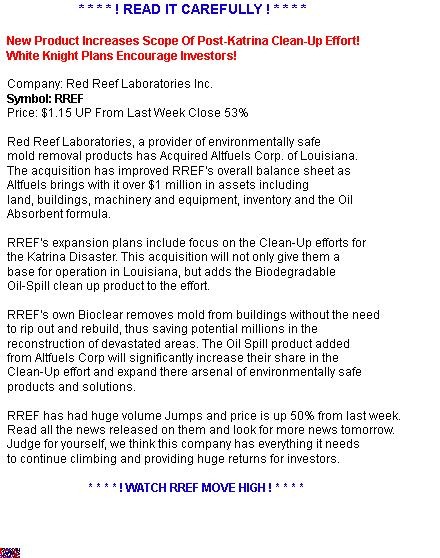 * * * * ! READ IT CAREFULLY ! * * * *
New Product Increases Scope Of Post-Katrina Clean-Up Effort!
White Knight Plans Encourage Investors!
Company: Red Reef Laboratories Inc.
Symbol: RREF
Price: $1.15 UP From Last Week Close 53%
Red Reef Laboratories, a provider of environmentally safe
mold removal products has Acquired Altfuels Corp. of Louisiana.
The acquisition has improved RREF's overall balance sheet as
Altfuels brings with it over $1 million in assets including
land, buildings, machinery and equipment, inventory and the Oil
Absorbent formula.
RREF's expansion plans include focus on the Clean-Up efforts for
the Katrina Disaster. This acquisition will not only give them a
base for operation in Louisiana, but adds the Biodegradable
Oil-Spill clean up product to the effort.
RREF's own Bioclear removes mold from buildings without the need
to rip out and rebuild, thus saving potential millions in the
reconstruction of devastated areas. The Oil Spill product added
from Altfuels Corp will significantly increase their share in the
Clean-Up effort and expand there arsenal of environmentally safe
products and solutions.
RREF has had huge volume Jumps and price is up 50% from last week.
Read all the news released on them and look for more news tomorrow.
Judge for yourself, we think this company has everything it needs
to continue climbing and providing huge returns for investors.
* * * * ! WATCH RREF MOVE HIGH ! * * * *